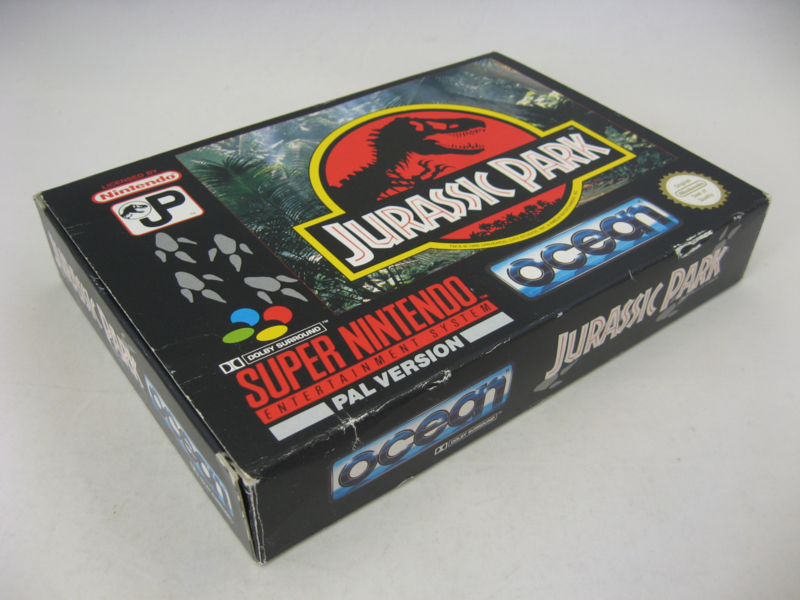 LICENSED BY
Nintendo
JP
JURASSIC PARK
ocean
DOLBY SURROUND
SUPER NINTENDO
ENTERTAINMENT SYSTEM
PAL VERSION
ocean
DOLBY SURROUND
JURASSIC PARK
JURASSIC PARK
ocean